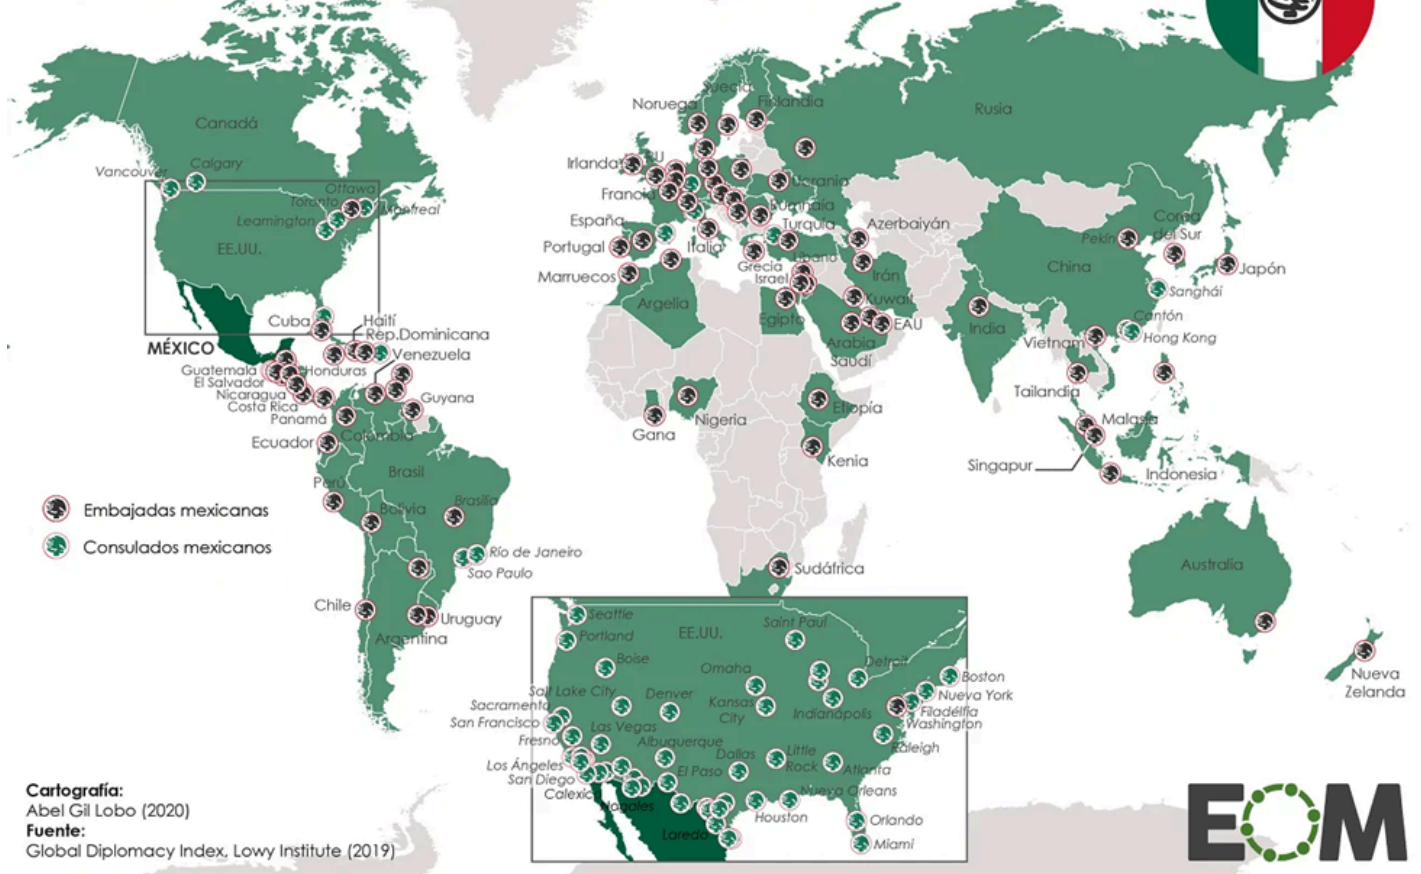 Canadá
Vancouver
Calgary
Ottawa
Toronto
Montreal
Leamington
EE.UU.
MÉXICO
Cuba
Haití
Rep.Dominicana
Venezuela
Guatemala
Honduras
El Salvador
Nicaragua
Costa Rica
Panamá
Guyana
Colombia
Ecuador
Brasil
Perú
Bolivia
Brasilia
Río de Janeiro
Sao Paulo
Chile
Uruguay
Argentina
Embajadas mexicanas
Consulados mexicanos
Noruega
Suecia
Finlandia
Rusia
Irlanda
Francia
Ucrania
Rumnaía
España
Portugal
Italia
Turquía
Azerbaiyán
Grecia
Líbano
Israel
Irán
Marruecos
Argelia
Egipto
Kuwait
EAU
Arabia
Saudí
India
China
Pekín
Corea
del Sur
Japón
Sanghái
Cantón
Hong Kong
Vietnam
Tailandia
Malasia
Singapur
Indonesia
Gana
Nigeria
Etiopía
Kenia
Sudáfrica
Australia
Nueva
Zelanda
Seattle
Portland
EE.UU.
Saint Paul
Boise
Omaha
Detroit
Boston
Salt Lake City
Denver
Kansas
City
Indianápolis
Nueva York
Filadélfia
Washington
Sacramento
San Francisco
Fresno
Las Vegas
Albuquerque
Dallas
Little
Rock
Raleigh
Los Ángeles
San Diego
El Paso
Atlanta
Calexico
Nogales
Nueva Orleans
Houston
Laredo
Orlando
Miami
Cartografía:
Abel Gil Lobo (2020)
Fuente:
Global Diplomacy Index, Lowy Institute (2019)
EOM